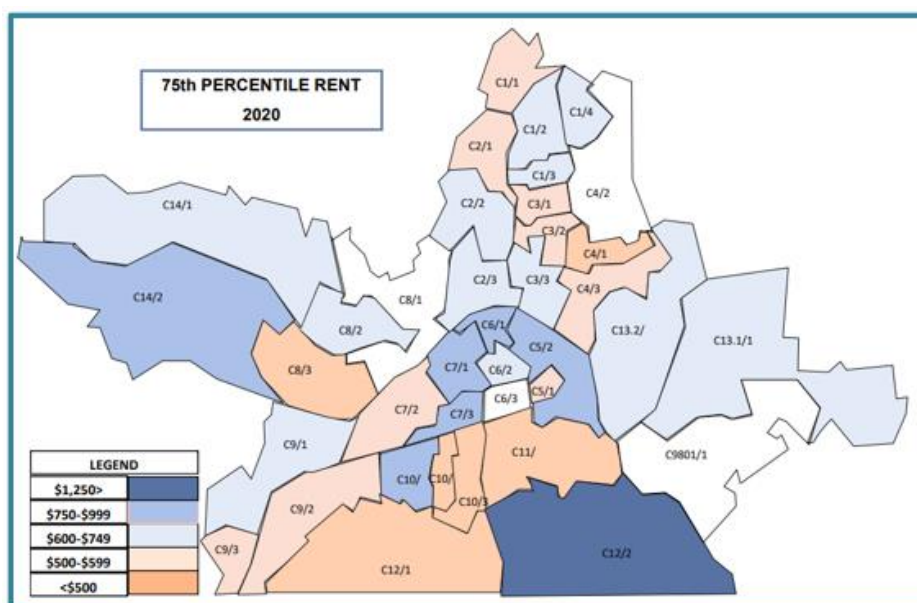 75th PERCENTILE RENT
2020
C1/1
C1/4
C1/2
C2/1
C1/3
C4/2
C14/1
C2/2
C3/1
C3/2
C4/1
C14/2
C8/1
C2/3
C3/3
C4/3
C8/2
C6/1
C13.2/
C13.1/1
C5/2
C8/3
C7/1
C6/2
C5/1
C7/2
C6/3
C7/3
C9/1
C11/
C9801/1
C10/
C10/
C10/3
C9/2
C9/3
C12/1
C12/2
LEGEND
$1,250>
$750-$999
$600-$749
$500-$599
<$500